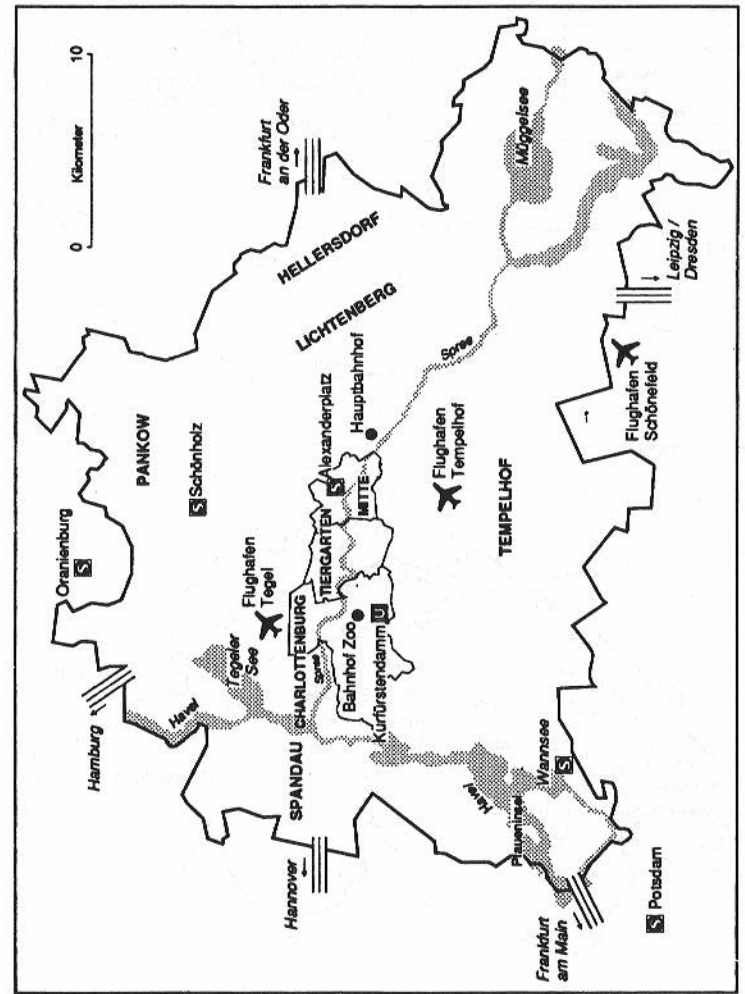 Kilometer
0 10
Oranienburg
S
Hamburg
PANKOW
Havel
S Schönholz
Tegeler
See
Flughafen
Tegel
Frankfurt
an der Oder
Hannover
SPANDAU
CHARLOTTENBURG
HELLERSDORF
LICHTENBERG
Spree
TIERGARTEN
Alexanderplatz
S
Bahnhof Zoo
Hauptbahnhof
MITTE
Kurfürstendamm U
Spree
Flughafen
Tempelhof
Havel
TEMPELHOF
Pfaueninsel
Müggelsee
Wannsee
S
Frankfurt
am Main
Flughafen
Schönefeld
S Potsdam
Leipzig /
Dresden